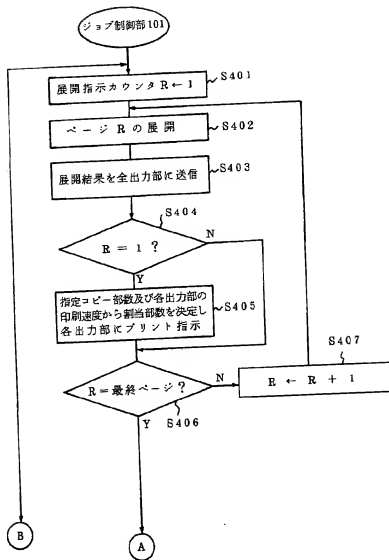 ジョブ制御部101
展開指示カウンタR←1
S401
ページRの展開
S402
展開結果を全出力部に送信
S403
S404
R=1?
N
Y
指定コピー部数及び各出力部の
印刷速度から割当部数を決定し
各出力部にプリント指示
S405
S407
R←R+1
R=最終ページ?
N
Y
S406
B
A